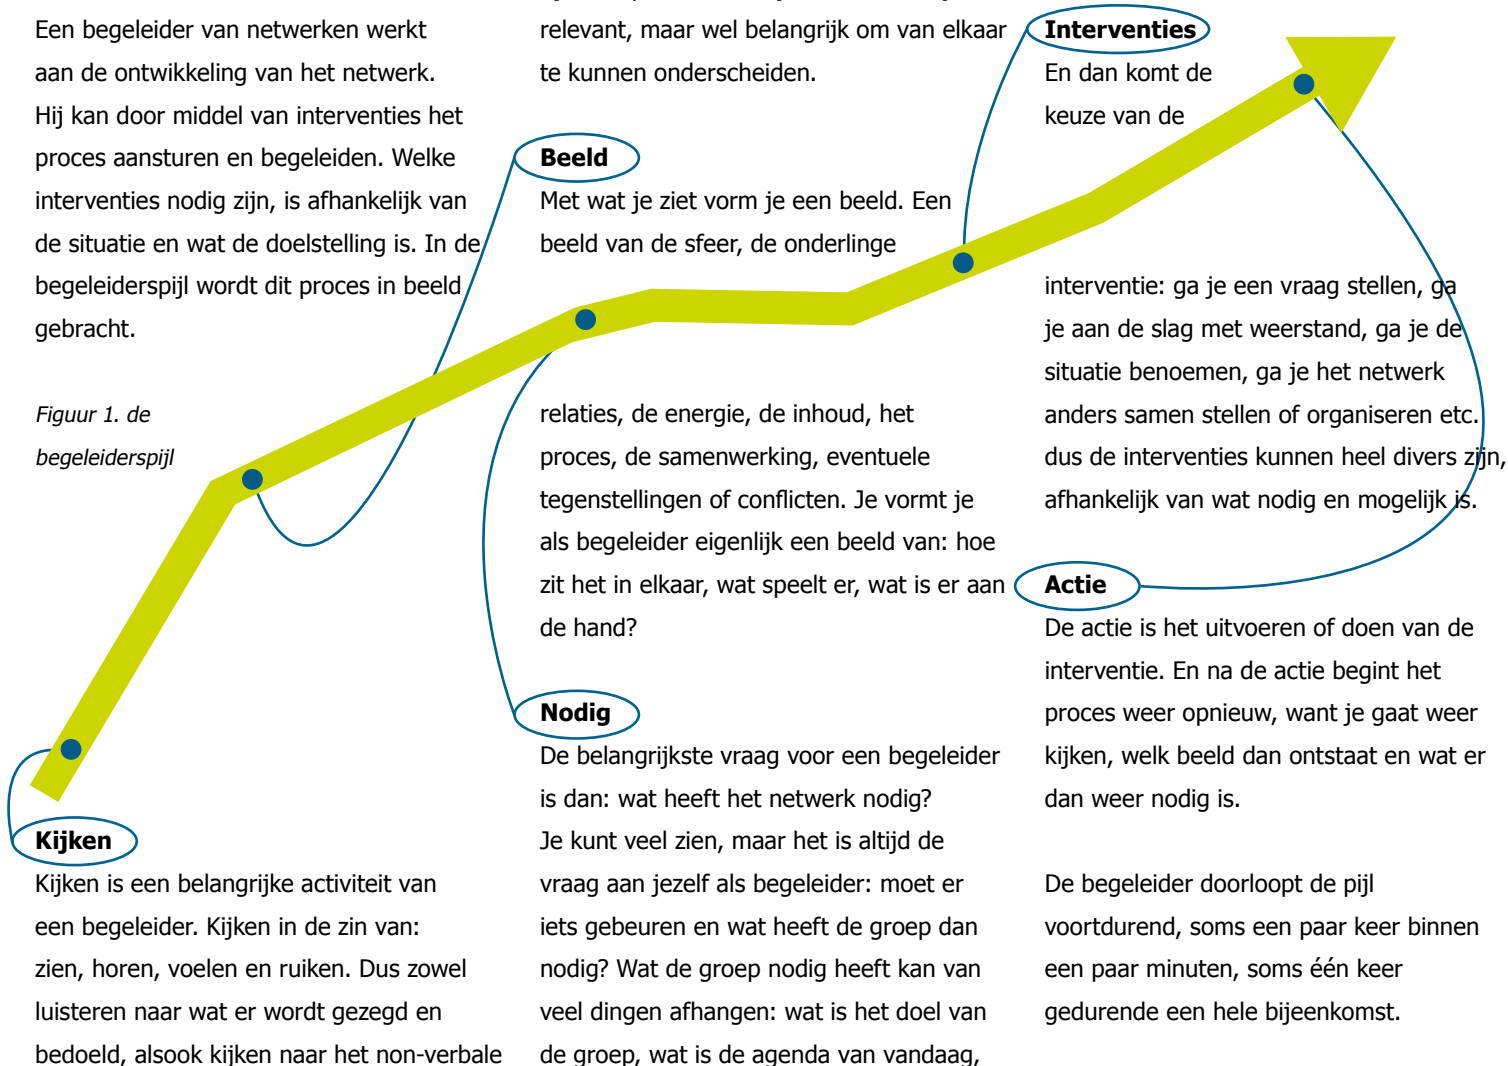 Een begeleider van netwerken werkt
aan de ontwikkeling van het netwerk.
Hij kan door middel van interventies het
proces aansturen en begeleiden. Welke
interventies nodig zijn, is afhankelijk van
de situatie en wat de doelstelling is. In de
begeleiderspijl wordt dit proces in beeld
gebracht.
Figuur 1. de
begeleiderspijl
Kijken
Kijken is een belangrijke activiteit van
een begeleider. Kijken in de zin van:
zien, horen, voelen en ruiken. Dus zowel
luisteren naar wat er wordt gezegd en
bedoeld, alsook kijken naar het non-verbale
relevant, maar wel belangrijk om van elkaar
te kunnen onderscheiden.
Beeld
Met wat je ziet vorm je een beeld. Een
beeld van de sfeer, de onderlinge
relaties, de energie, de inhoud, het
proces, de samenwerking, eventuele
tegenstellingen of conflicten. Je vormt je
als begeleider eigenlijk een beeld van: hoe
zit het in elkaar, wat speelt er, wat is er aan
de hand?
Nodig
De belangrijkste vraag voor een begeleider
is dan: wat heeft het netwerk nodig?
Je kunt veel zien, maar het is altijd de
vraag aan jezelf als begeleider: moet er
iets gebeuren en wat heeft de groep dan
nodig? Wat de groep nodig heeft kan van
veel dingen afhangen: wat is het doel van
de groep, wat is de agenda van vandaag,
Interventies
En dan komt de
keuze van de
interventie: ga je een vraag stellen, ga
je aan de slag met weerstand, ga je de
situatie benoemen, ga je het netwerk
anders samen stellen of organiseren etc.
dus de interventies kunnen heel divers zijn,
afhankelijk van wat nodig en mogelijk is.
Actie
De actie is het uitvoeren of doen van de
interventie. En na de actie begint het
proces weer opnieuw, want je gaat weer
kijken, welk beeld dan ontstaat en wat er
dan weer nodig is.
De begeleider doorloopt de pijl
voortdurend, soms een paar keer binnen
een paar minuten, soms één keer
gedurende een hele bijeenkomst.